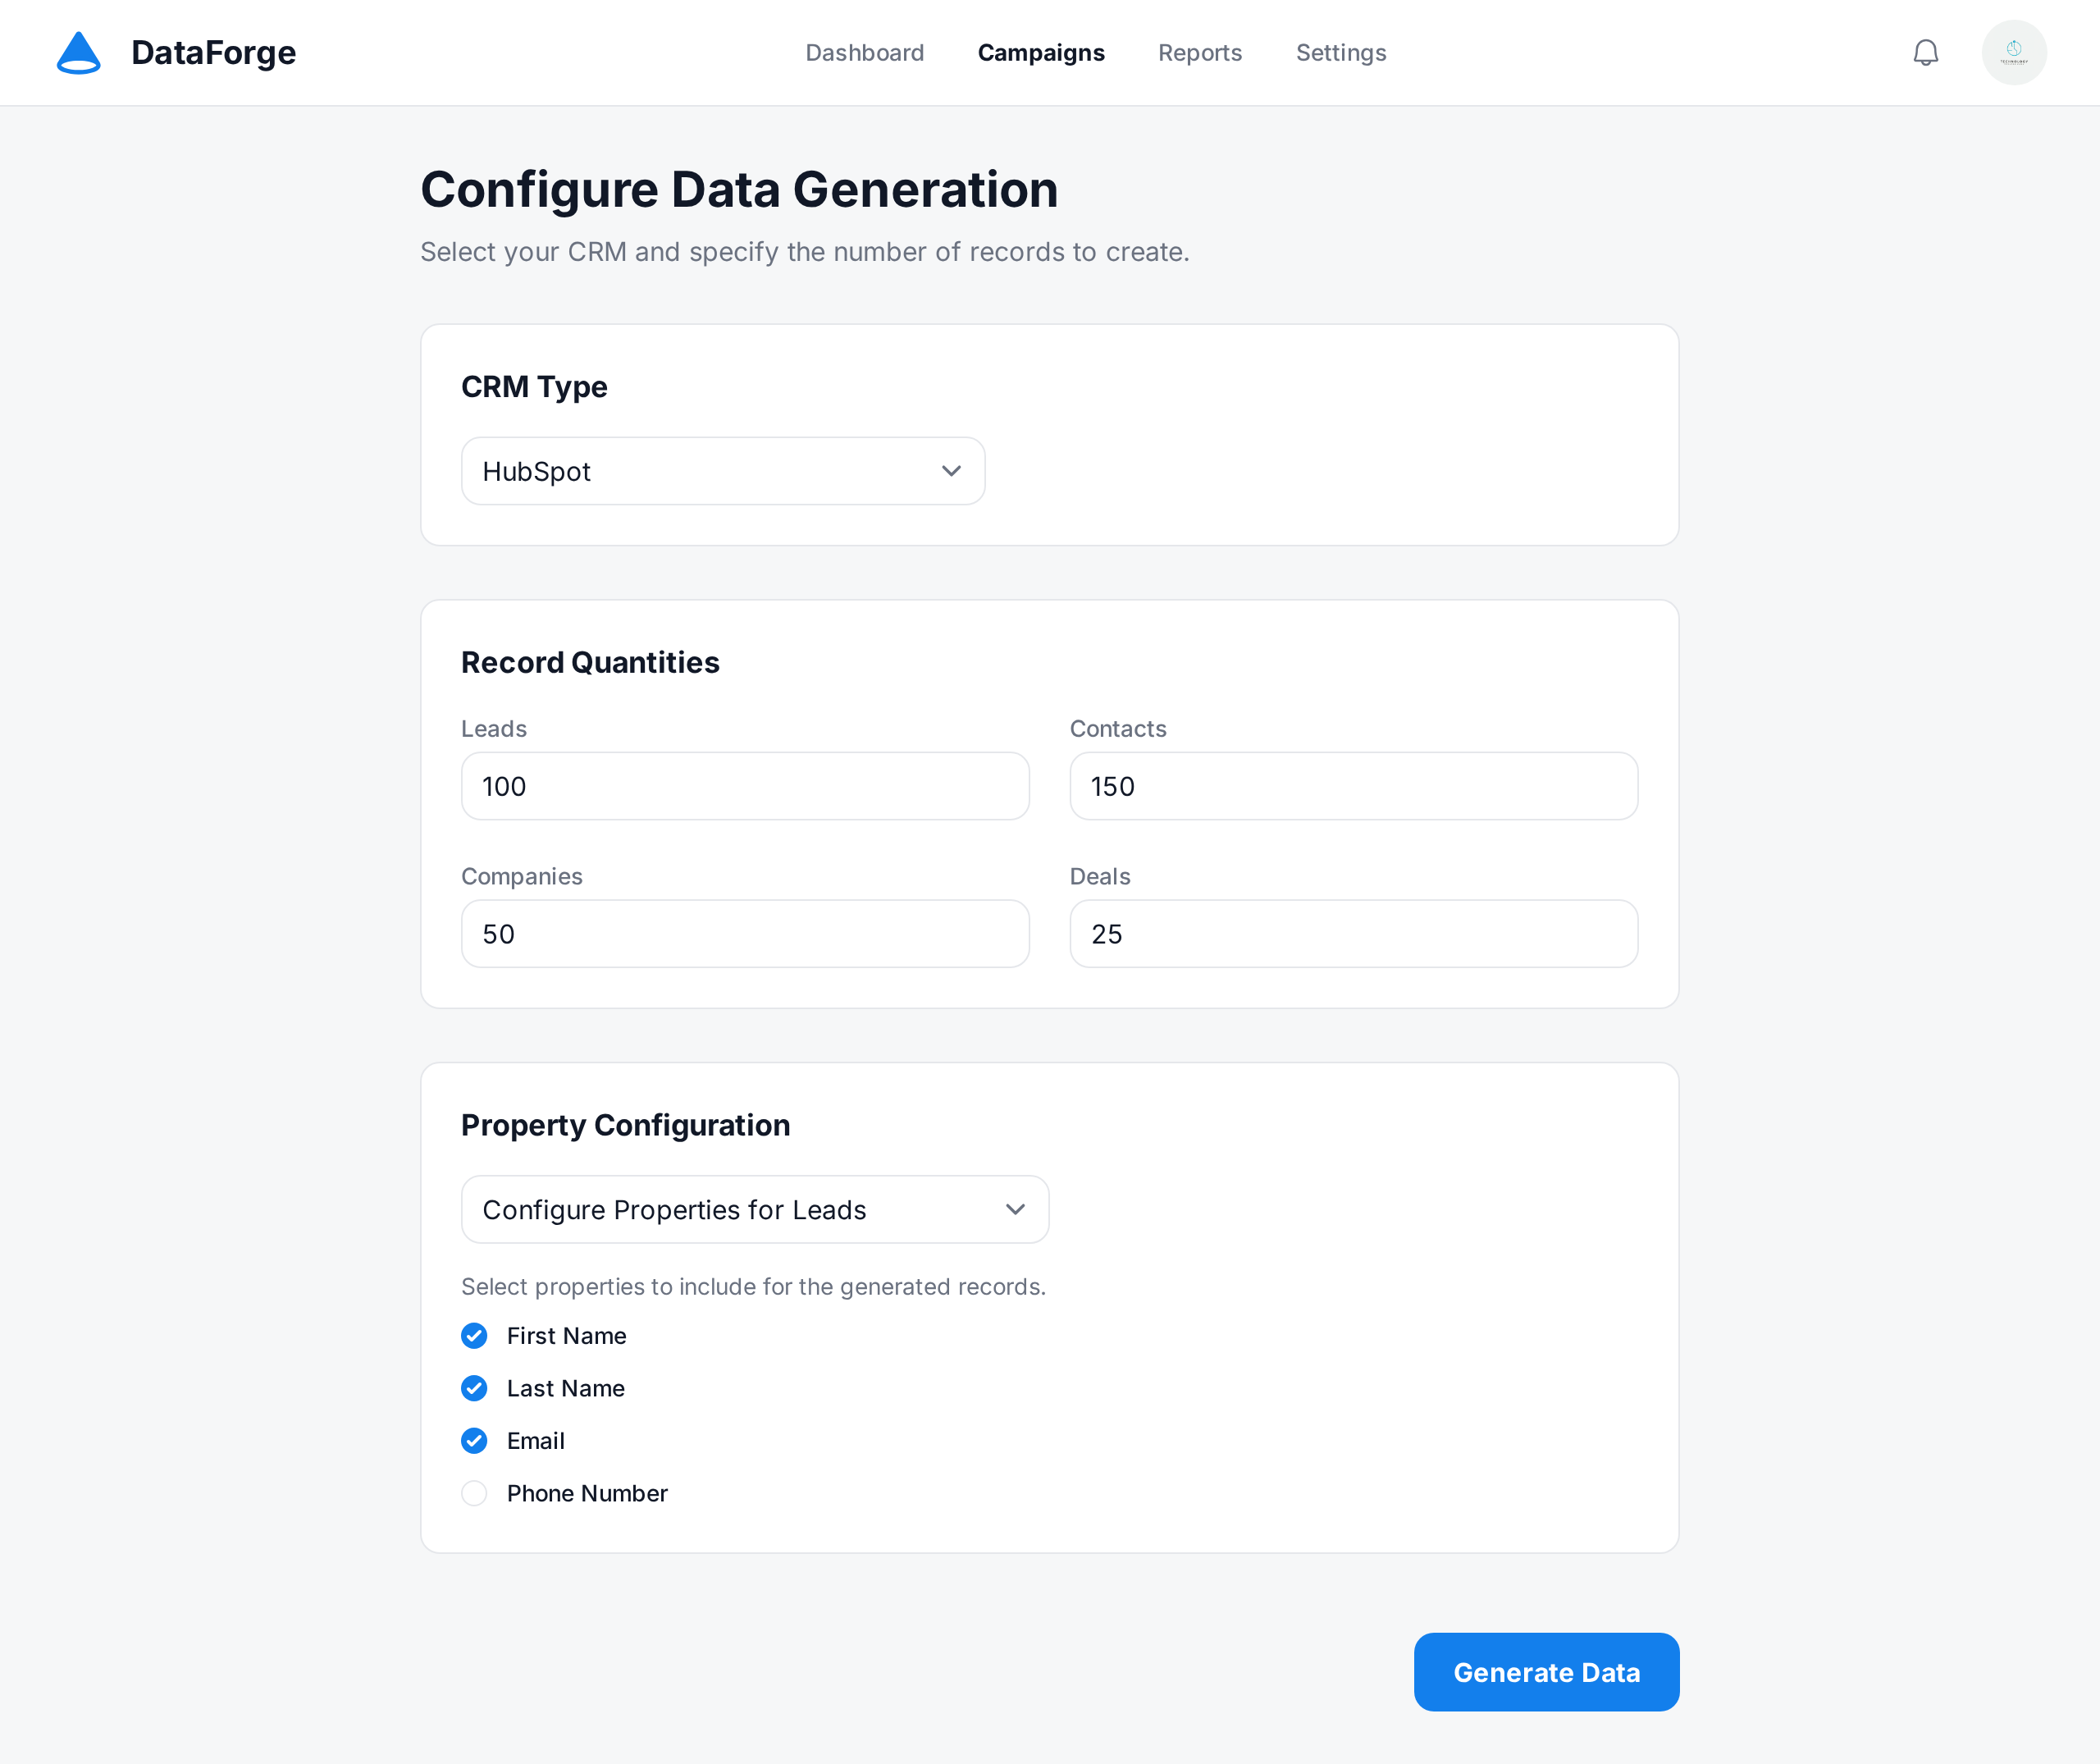 DataForge
Dashboard
Campaigns
Reports
Settings
Configure Data Generation
Select your CRM and specify the number of records to create.
CRM Type
HubSpot
Record Quantities
Leads
Contacts
100
150
Companies
Deals
50
25
Property Configuration
Configure Properties for Leads
Select properties to include for the generated records.
First Name
Last Name
Email
Phone Number
Generate Data